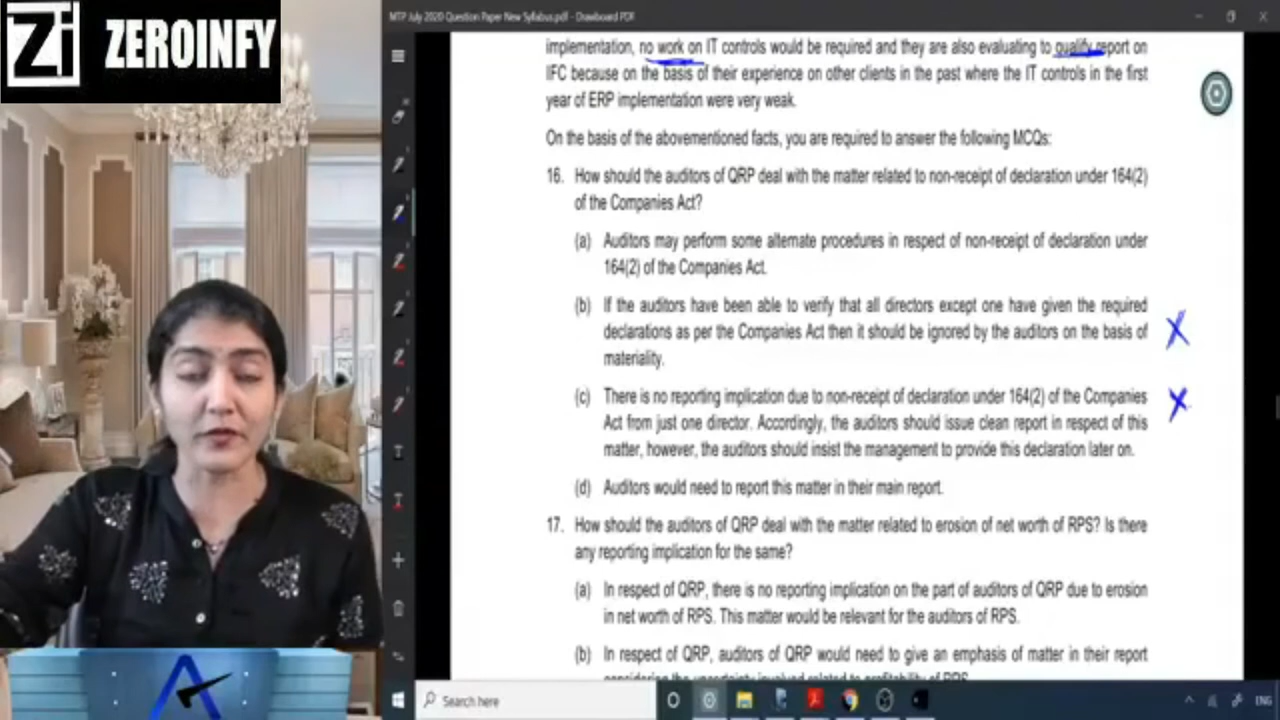 Zi ZEROINFY
MTP July 2020 Question Paper New Syllabus.pdf - Drawboard PDF
implementation, no work on IT controls would be required and they are also evaluating to qualify report on
IFC because on the basis of their experience on other clients in the past where the IT controls in the first
year of ERP implementation were very weak.
On the basis of the abovementioned facts, you are required to answer the following MCQs:
16. How should the auditors of QRP deal with the matter related to non-receipt of declaration under 164(2)
of the Companies Act?
(a) Auditors may perform some alternate procedures in respect of non-receipt of declaration under
164(2) of the Companies Act.
(b) If the auditors have been able to verify that all directors except one have given the required
declarations as per the Companies Act then it should be ignored by the auditors on the basis of
materiality.
(c) There is no reporting implication due to non-receipt of declaration under 164(2) of the Companies
Act from just one director. Accordingly, the auditors should issue clean report in respect of this
matter, however, the auditors should insist the management to provide this declaration later on.
(d) Auditors would need to report this matter in their main report.
17. How should the auditors of QRP deal with the matter related to erosion of net worth of RPS? Is there
any reporting implication for the same?
(a) In respect of QRP, there is no reporting implication on the part of auditors of QRP due to erosion
in net worth of RPS. This matter would be relevant for the auditors of RPS.
(b) In respect of QRP, auditors of QRP would need to give an emphasis of matter in their report
considering the uncertainty involved related to profitability of RPS.
Search here
ENG